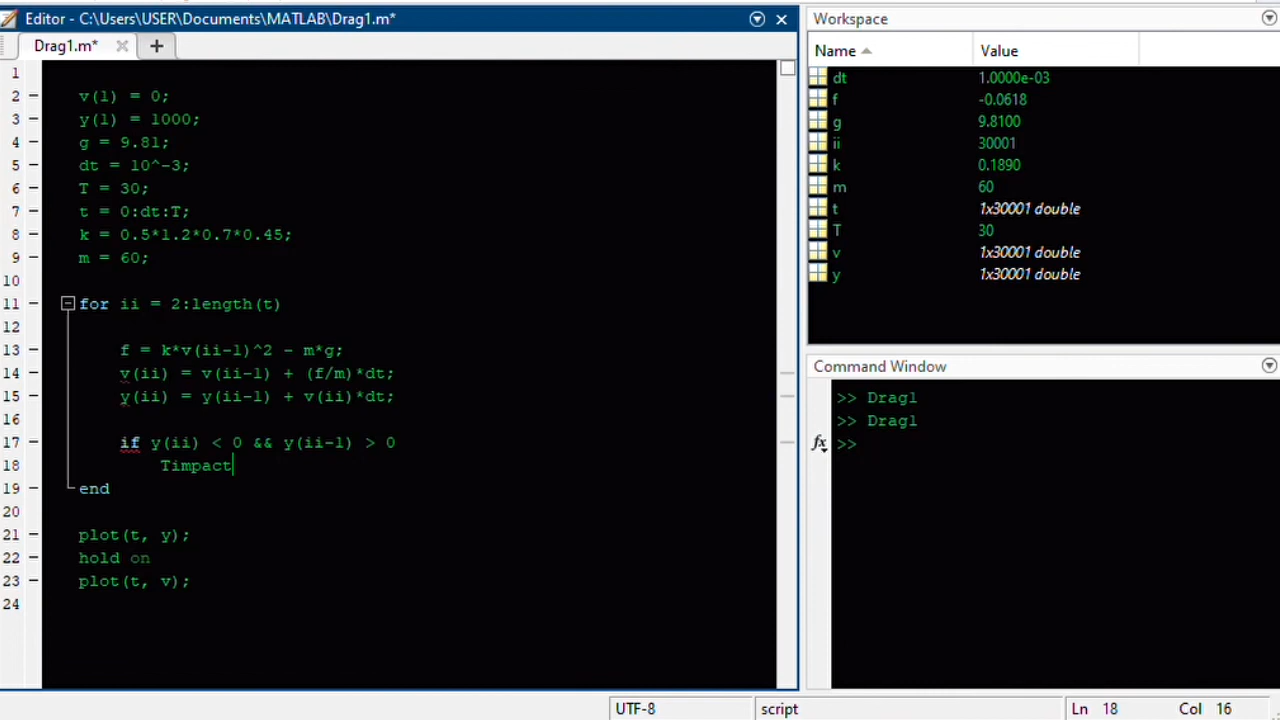 Editor - C:\Users\USER\Documents\MATLAB\Drag1.m*
Drag1.m*
1
2 v(1) = 0;
3 y(1) = 1000;
4 g = 9.81;
5 dt = 10^-3;
6 T = 30;
7 t = 0:dt:T;
8 k = 0.5*1.2*0.7*0.45;
9 m = 60;
10
11 for ii = 2:length(t)
12
13 f = k*v(ii-1)^2 - m*g;
14 v(ii) = v(ii-1) + (f/m)*dt;
15 y(ii) = y(ii-1) + v(ii)*dt;
16
17 if y(ii) < 0 && y(ii-1) > 0
18 Timpact
19 end
20
21 plot(t, y);
22 hold on
23 plot(t, v);
24
Workspace
Name Value
dt 1.0000e-03
f -0.0618
g 9.8100
ii 30001
k 0.1890
m 60
t 1x30001 double
T 30
v 1x30001 double
y 1x30001 double
Command Window
>> Drag1
>> Drag1
fx >>
UTF-8 script Ln 18 Col 16